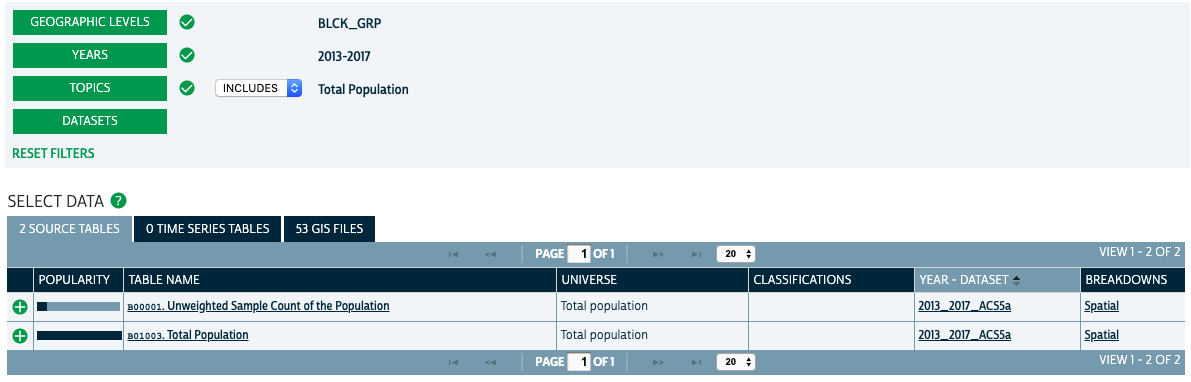 GEOGRAPHIC LEVELS BLCK_GRP
YEARS 2013-2017
TOPICS INCLUDES Total Population
DATASETS
RESET FILTERS
SELECT DATA ?
2 SOURCE TABLES 0 TIME SERIES TABLES 53 GIS FILES
PAGE 1 OF 1 20 VIEW 1 - 2 OF 2
POPULARITY TABLE NAME UNIVERSE CLASSIFICATIONS YEAR - DATASET BREAKDOWNS
B00001. Unweighted Sample Count of the Population Total population 2013_2017_ACS5a Spatial
B01003. Total Population Total population 2013_2017_ACS5a Spatial
PAGE 1 OF 1 20 VIEW 1 - 2 OF 2